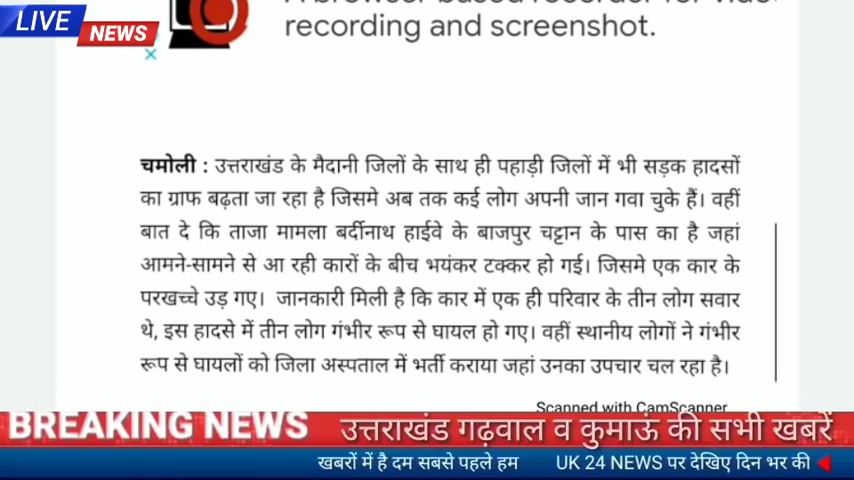 LIVE
NEWS
A browser-based recorder for
recording and screenshot.
चमोली : उत्तराखंड के मैदानी जिलों के साथ ही पहाड़ी जिलों में भी सड़क हादसों
का ग्राफ बढ़ता जा रहा है जिसमे अब तक कई लोग अपनी जान गवा चुके हैं। वहीं
बात दे कि ताजा मामला बर्दीनाथ हाईवे के बाजपुर चट्टान के पास का है जहां
आमने-सामने से आ रही कारों के बीच भयंकर टक्कर हो गई। जिसमे एक कार के
परखच्चे उड़ गए। जानकारी मिली है कि कार में एक ही परिवार के तीन लोग सवार
थे, इस हादसे में तीन लोग गंभीर रूप से घायल हो गए। वहीं स्थानीय लोगों ने गंभीर
रूप से घायलों को जिला अस्पताल में भर्ती कराया जहां उनका उपचार चल रहा है।
Scanned with CamScanner
BREAKING NEWS उत्तराखंड गढ़वाल व कुमाऊं की सभी खबरें
खबरों में है दम सबसे पहले हम UK 24 NEWS पर देखिए दिन भर की